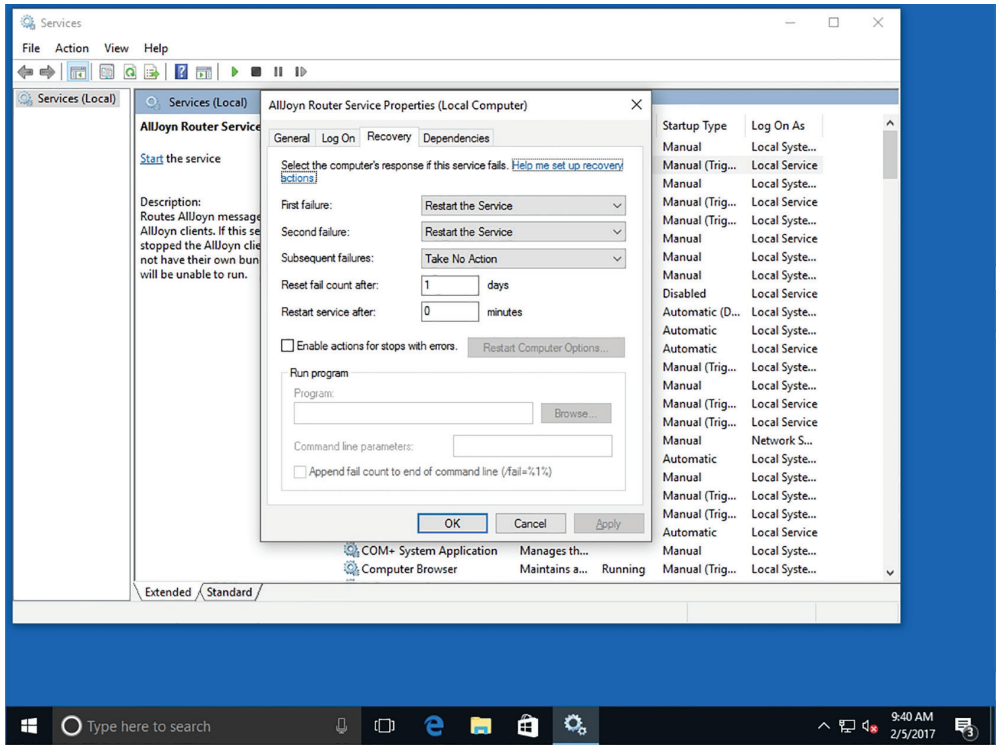 Services
File Action View Help
Services (Local)
Services (Local)
AllJoyn Router Service
Start the service
Description:
Routes AllJoyn message
AllJoyn clients. If this se
stopped the AllJoyn clie
not have their own bun
will be unable to run.
AllJoyn Router Service Properties (Local Computer)
General Log On Recovery Dependencies
Select the computer's response if this service fails. Help me set up recovery
actions.
First failure: Restart the Service
Second failure: Restart the Service
Subsequent failures: Take No Action
Reset fail count after: 1 days
Restart service after: 0 minutes
Enable actions for stops with errors. Restart Computer Options...
Run program
Program:
Browse...
Command line parameters:
Append fail count to end of command line (/fail=%1%)
OK Cancel Apply
Startup Type Log On As
Manual Local Syste...
Manual (Trig... Local Service
Manual Local Syste...
Manual (Trig... Local Service
Manual (Trig... Local Syste...
Manual Local Service
Manual Local Syste...
Manual Local Syste...
Disabled Local Service
Automatic (D... Local Syste...
Automatic Local Syste...
Automatic Local Service
Manual (Trig... Local Syste...
Manual Local Syste...
Manual (Trig... Local Service
Manual (Trig... Local Service
Manual Network S...
Automatic Local Syste...
Manual Local Syste...
Manual (Trig... Local Syste...
Manual (Trig... Local Syste...
Automatic Local Service
COM+ System Application Manages th... Manual Local Syste...
Computer Browser Maintains a... Running Manual (Trig... Local Syste...
Extended Standard
Type here to search
9:40 AM
2/5/2017
3